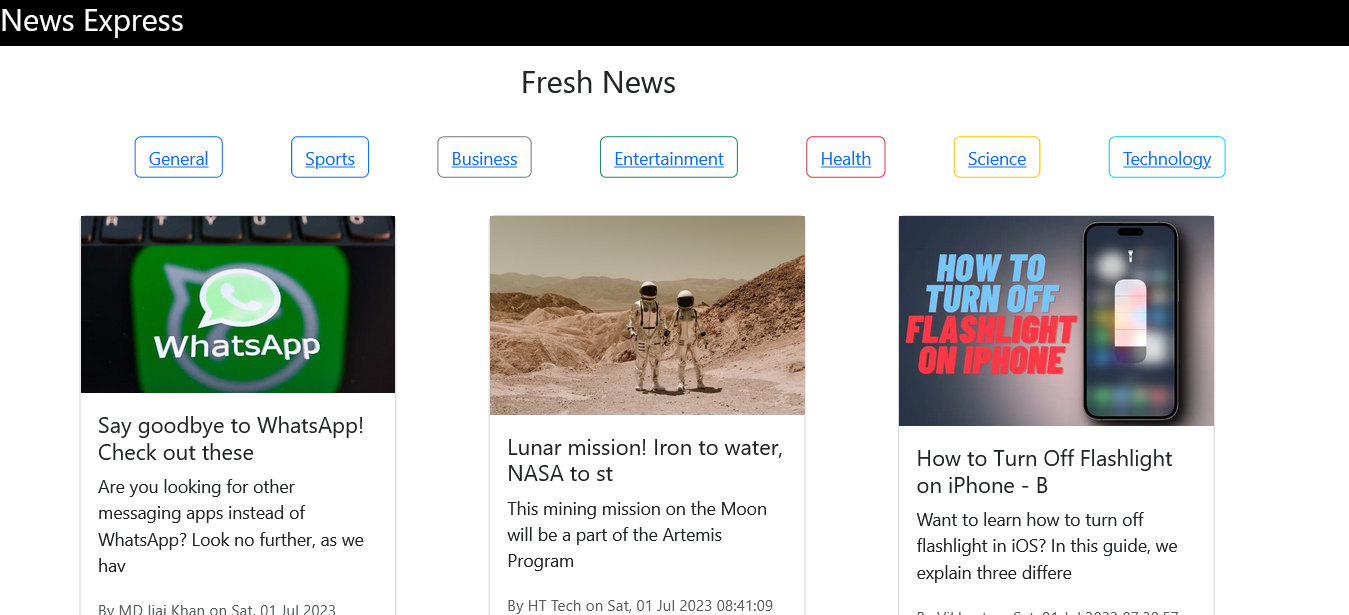 News Express
Fresh News
General
Sports
Business
Entertainment
Health
Science
Technology
WhatsApp
Say goodbye to WhatsApp!
Check out these
Are you looking for other
messaging apps instead of
WhatsApp? Look no further, as we
hav
By MD Ijaj Khan on Sat, 01 Jul 2023
Lunar mission! Iron to water,
NASA to st
This mining mission on the Moon
will be a part of the Artemis
Program
By HT Tech on Sat, 01 Jul 2023 08:41:09
HOW TO
TURN OFF
FLASHLIGHT
ON IPHONE
How to Turn Off Flashlight
on iPhone - B
Want to learn how to turn off
flashlight in iOS? In this guide, we
explain three differe